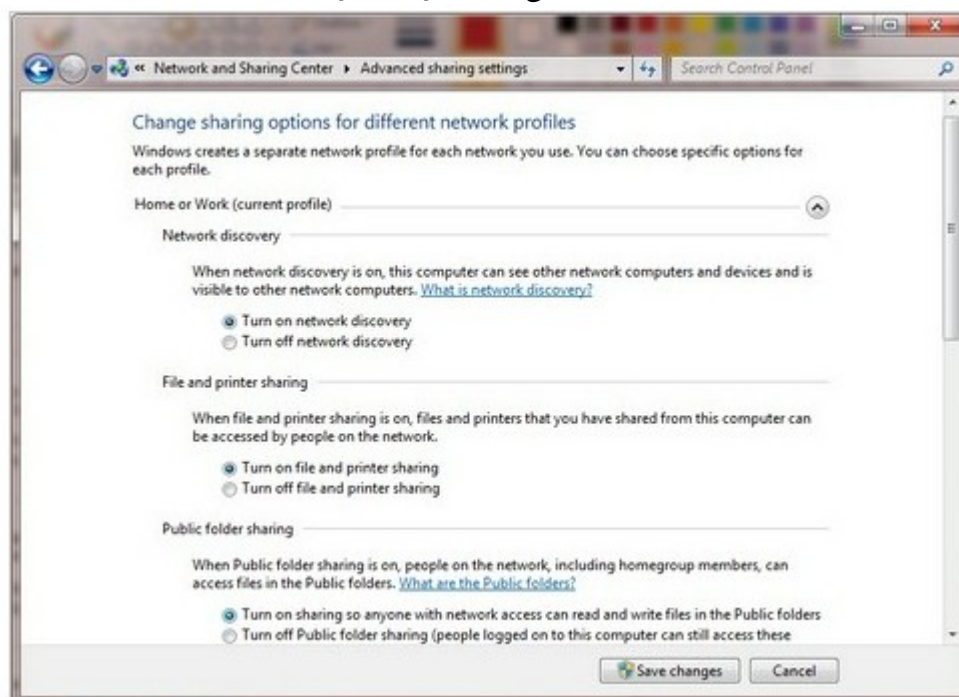 « Network and Sharing Center ▸ Advanced sharing settings
Search Control Panel
Change sharing options for different network profiles
Windows creates a separate network profile for each network you use. You can choose specific options for
each profile.
Home or Work (current profile)
Network discovery
When network discovery is on, this computer can see other network computers and devices and is
visible to other network computers. What is network discovery?
Turn on network discovery
Turn off network discovery
File and printer sharing
When file and printer sharing is on, files and printers that you have shared from this computer can
be accessed by people on the network.
Turn on file and printer sharing
Turn off file and printer sharing
Public folder sharing
When Public folder sharing is on, people on the network, including homegroup members, can
access files in the Public folders. What are the Public folders?
Turn on sharing so anyone with network access can read and write files in the Public folders
Turn off Public folder sharing (people logged on to this computer can still access these
Save changes
Cancel